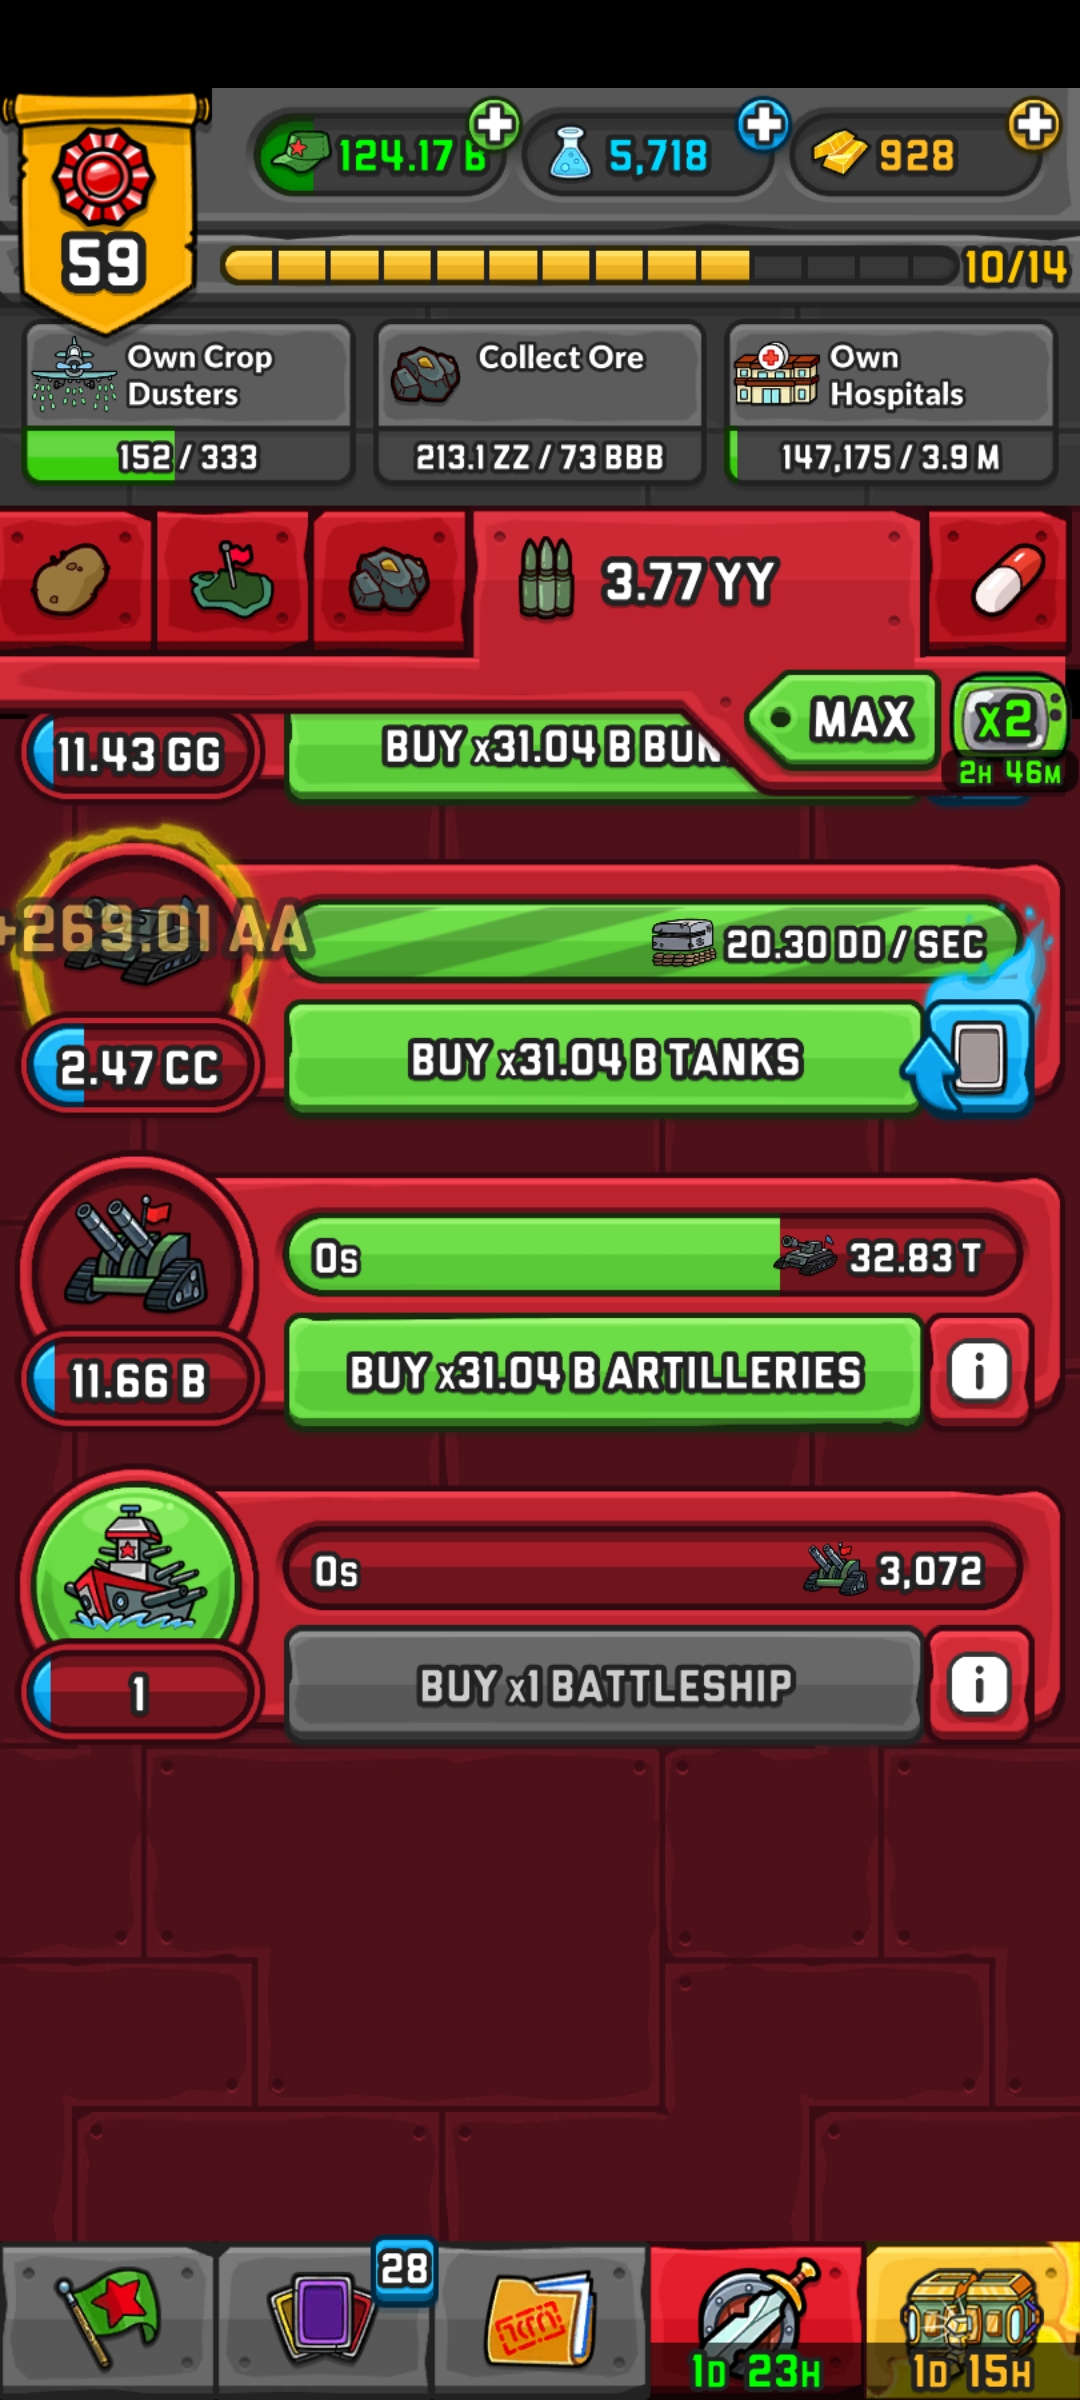 124.17 B
5,718
928
59
10/14
Own Crop
Dusters
Collect Ore
Own
Hospitals
152 / 333
213.1 ZZ / 73 BBB
147,175 / 3.9 M
3.77 YY
MAX
x2
2H 46M
11.43 GG
BUY x31.04 B BUN
+269.01 AA
20.30 DD / SEC
2.47 CC
BUY x31.04 B TANKS
0s
32.83 T
11.66 B
BUY x31.04 B ARTILLERIES
i
0s
3,072
1
BUY x1 BATTLESHIP
i
28
1D 23H
1D 15H